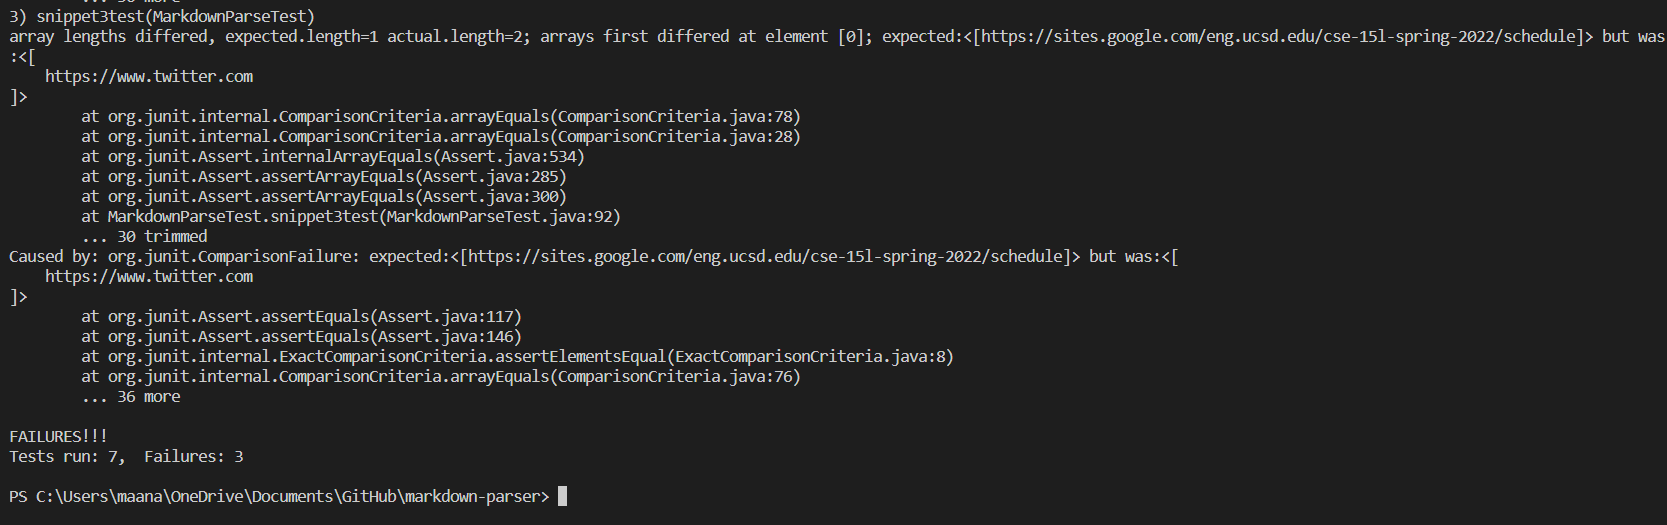 ... 36 more
3) snippet3test(MarkdownParseTest)
array lengths differed, expected.length=1 actual.length=2; arrays first differed at element [0]; expected:<[https://sites.google.com/eng.ucsd.edu/cse-15l-spring-2022/schedule]> but was
:<[
    https://www.twitter.com
]>
        at org.junit.internal.ComparisonCriteria.arrayEquals(ComparisonCriteria.java:78)
        at org.junit.internal.ComparisonCriteria.arrayEquals(ComparisonCriteria.java:28)
        at org.junit.Assert.internalArrayEquals(Assert.java:534)
        at org.junit.Assert.assertArrayEquals(Assert.java:285)
        at org.junit.Assert.assertArrayEquals(Assert.java:300)
        at MarkdownParseTest.snippet3test(MarkdownParseTest.java:92)
        ... 30 trimmed
Caused by: org.junit.ComparisonFailure: expected:<[https://sites.google.com/eng.ucsd.edu/cse-15l-spring-2022/schedule]> but was:<[
    https://www.twitter.com
]>
        at org.junit.Assert.assertEquals(Assert.java:117)
        at org.junit.Assert.assertEquals(Assert.java:146)
        at org.junit.internal.ExactComparisonCriteria.assertElementsEqual(ExactComparisonCriteria.java:8)
        at org.junit.internal.ComparisonCriteria.arrayEquals(ComparisonCriteria.java:76)
        ... 36 more
FAILURES!!!
Tests run: 7,  Failures: 3
PS C:\Users\maana\OneDrive\Documents\GitHub\markdown-parser>